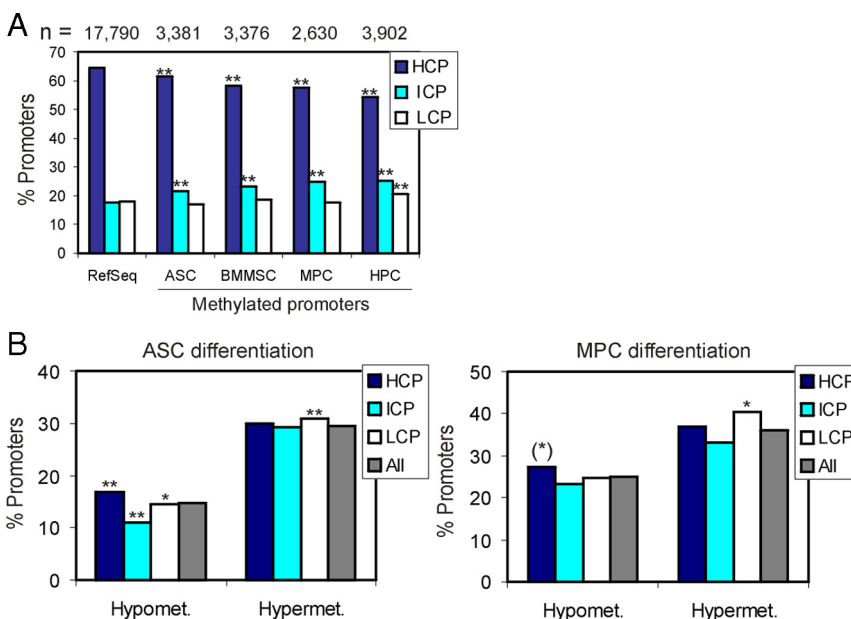 A
n = 17,790 3,381 3,376 2,630 3,902
HCP
ICP
LCP
% Promoters
70
60
50
40
30
20
10
0
** ** ** **
** ** ** ** **
RefSeq ASC BMMSC MPC HPC
Methylated promoters
B
ASC differentiation
% Promoters
40
30
20
10
0
HCP
ICP
LCP
All
** ** * **
Hypomet. Hypermet.
MPC differentiation
% Promoters
50
40
30
20
10
0
HCP
ICP
LCP
All
(*) *
Hypomet. Hypermet.